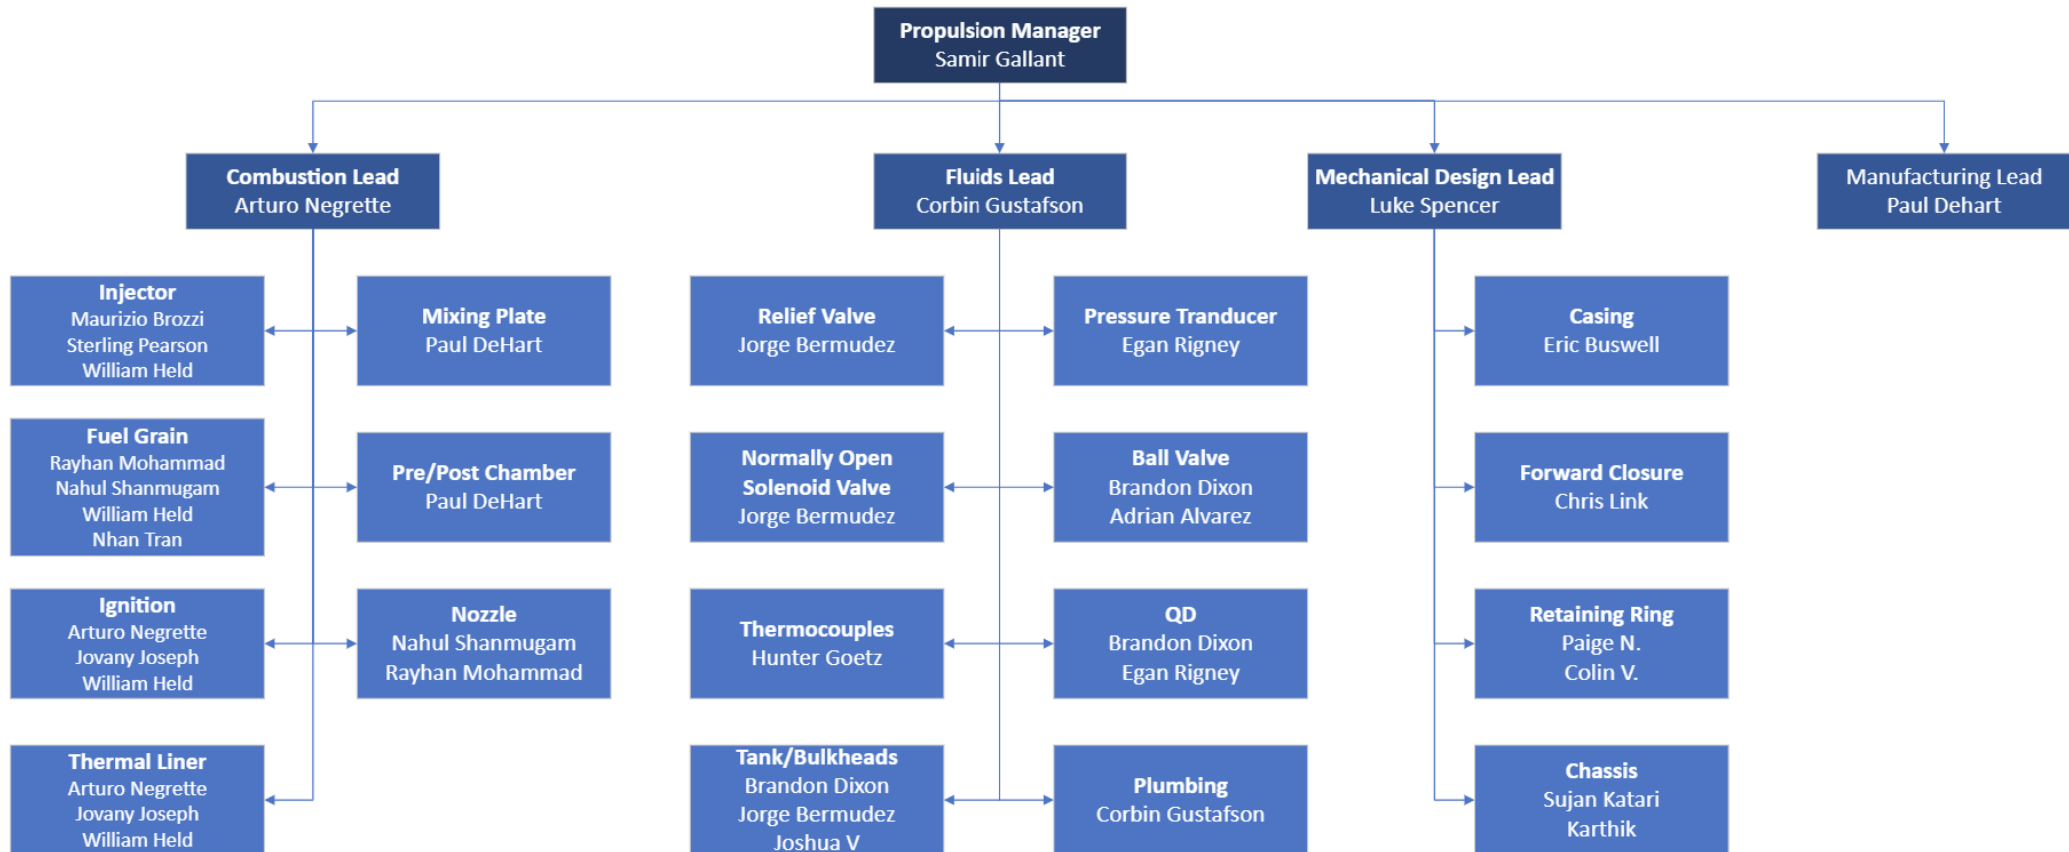 Propulsion Manager
Samir Gallant
Combustion Lead
Arturo Negrette
Fluids Lead
Corbin Gustafson
Mechanical Design Lead
Luke Spencer
Manufacturing Lead
Paul Dehart
Injector
Maurizio Brozzi
Sterling Pearson
William Held
Mixing Plate
Paul DeHart
Fuel Grain
Rayhan Mohammad
Nahul Shanmugam
William Held
Nhan Tran
Pre/Post Chamber
Paul DeHart
Ignition
Arturo Negrette
Jovany Joseph
William Held
Nozzle
Nahul Shanmugam
Rayhan Mohammad
Thermal Liner
Arturo Negrette
Jovany Joseph
William Held
Relief Valve
Jorge Bermudez
Pressure Tranducer
Egan Rigney
Normally Open
Solenoid Valve
Jorge Bermudez
Ball Valve
Brandon Dixon
Adrian Alvarez
Thermocouples
Hunter Goetz
QD
Brandon Dixon
Egan Rigney
Tank/Bulkheads
Brandon Dixon
Jorge Bermudez
Joshua V
Plumbing
Corbin Gustafson
Casing
Eric Buswell
Forward Closure
Chris Link
Retaining Ring
Paige N.
Colin V.
Chassis
Sujan Katari
Karthik